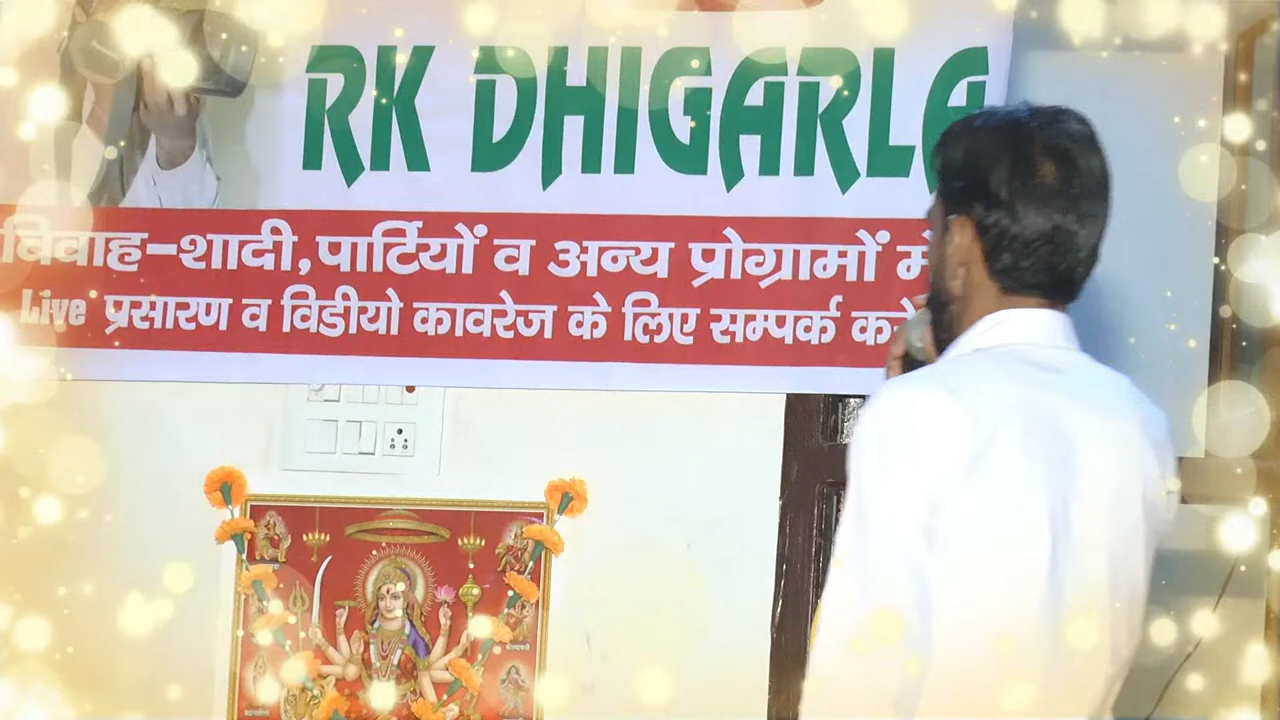 RK DHIGARLA
विवाह-शादी, पार्टियों व अन्य प्रोग्रामों में
Live प्रसारण व विडीयो कावरेज के लिए सम्पर्क करें